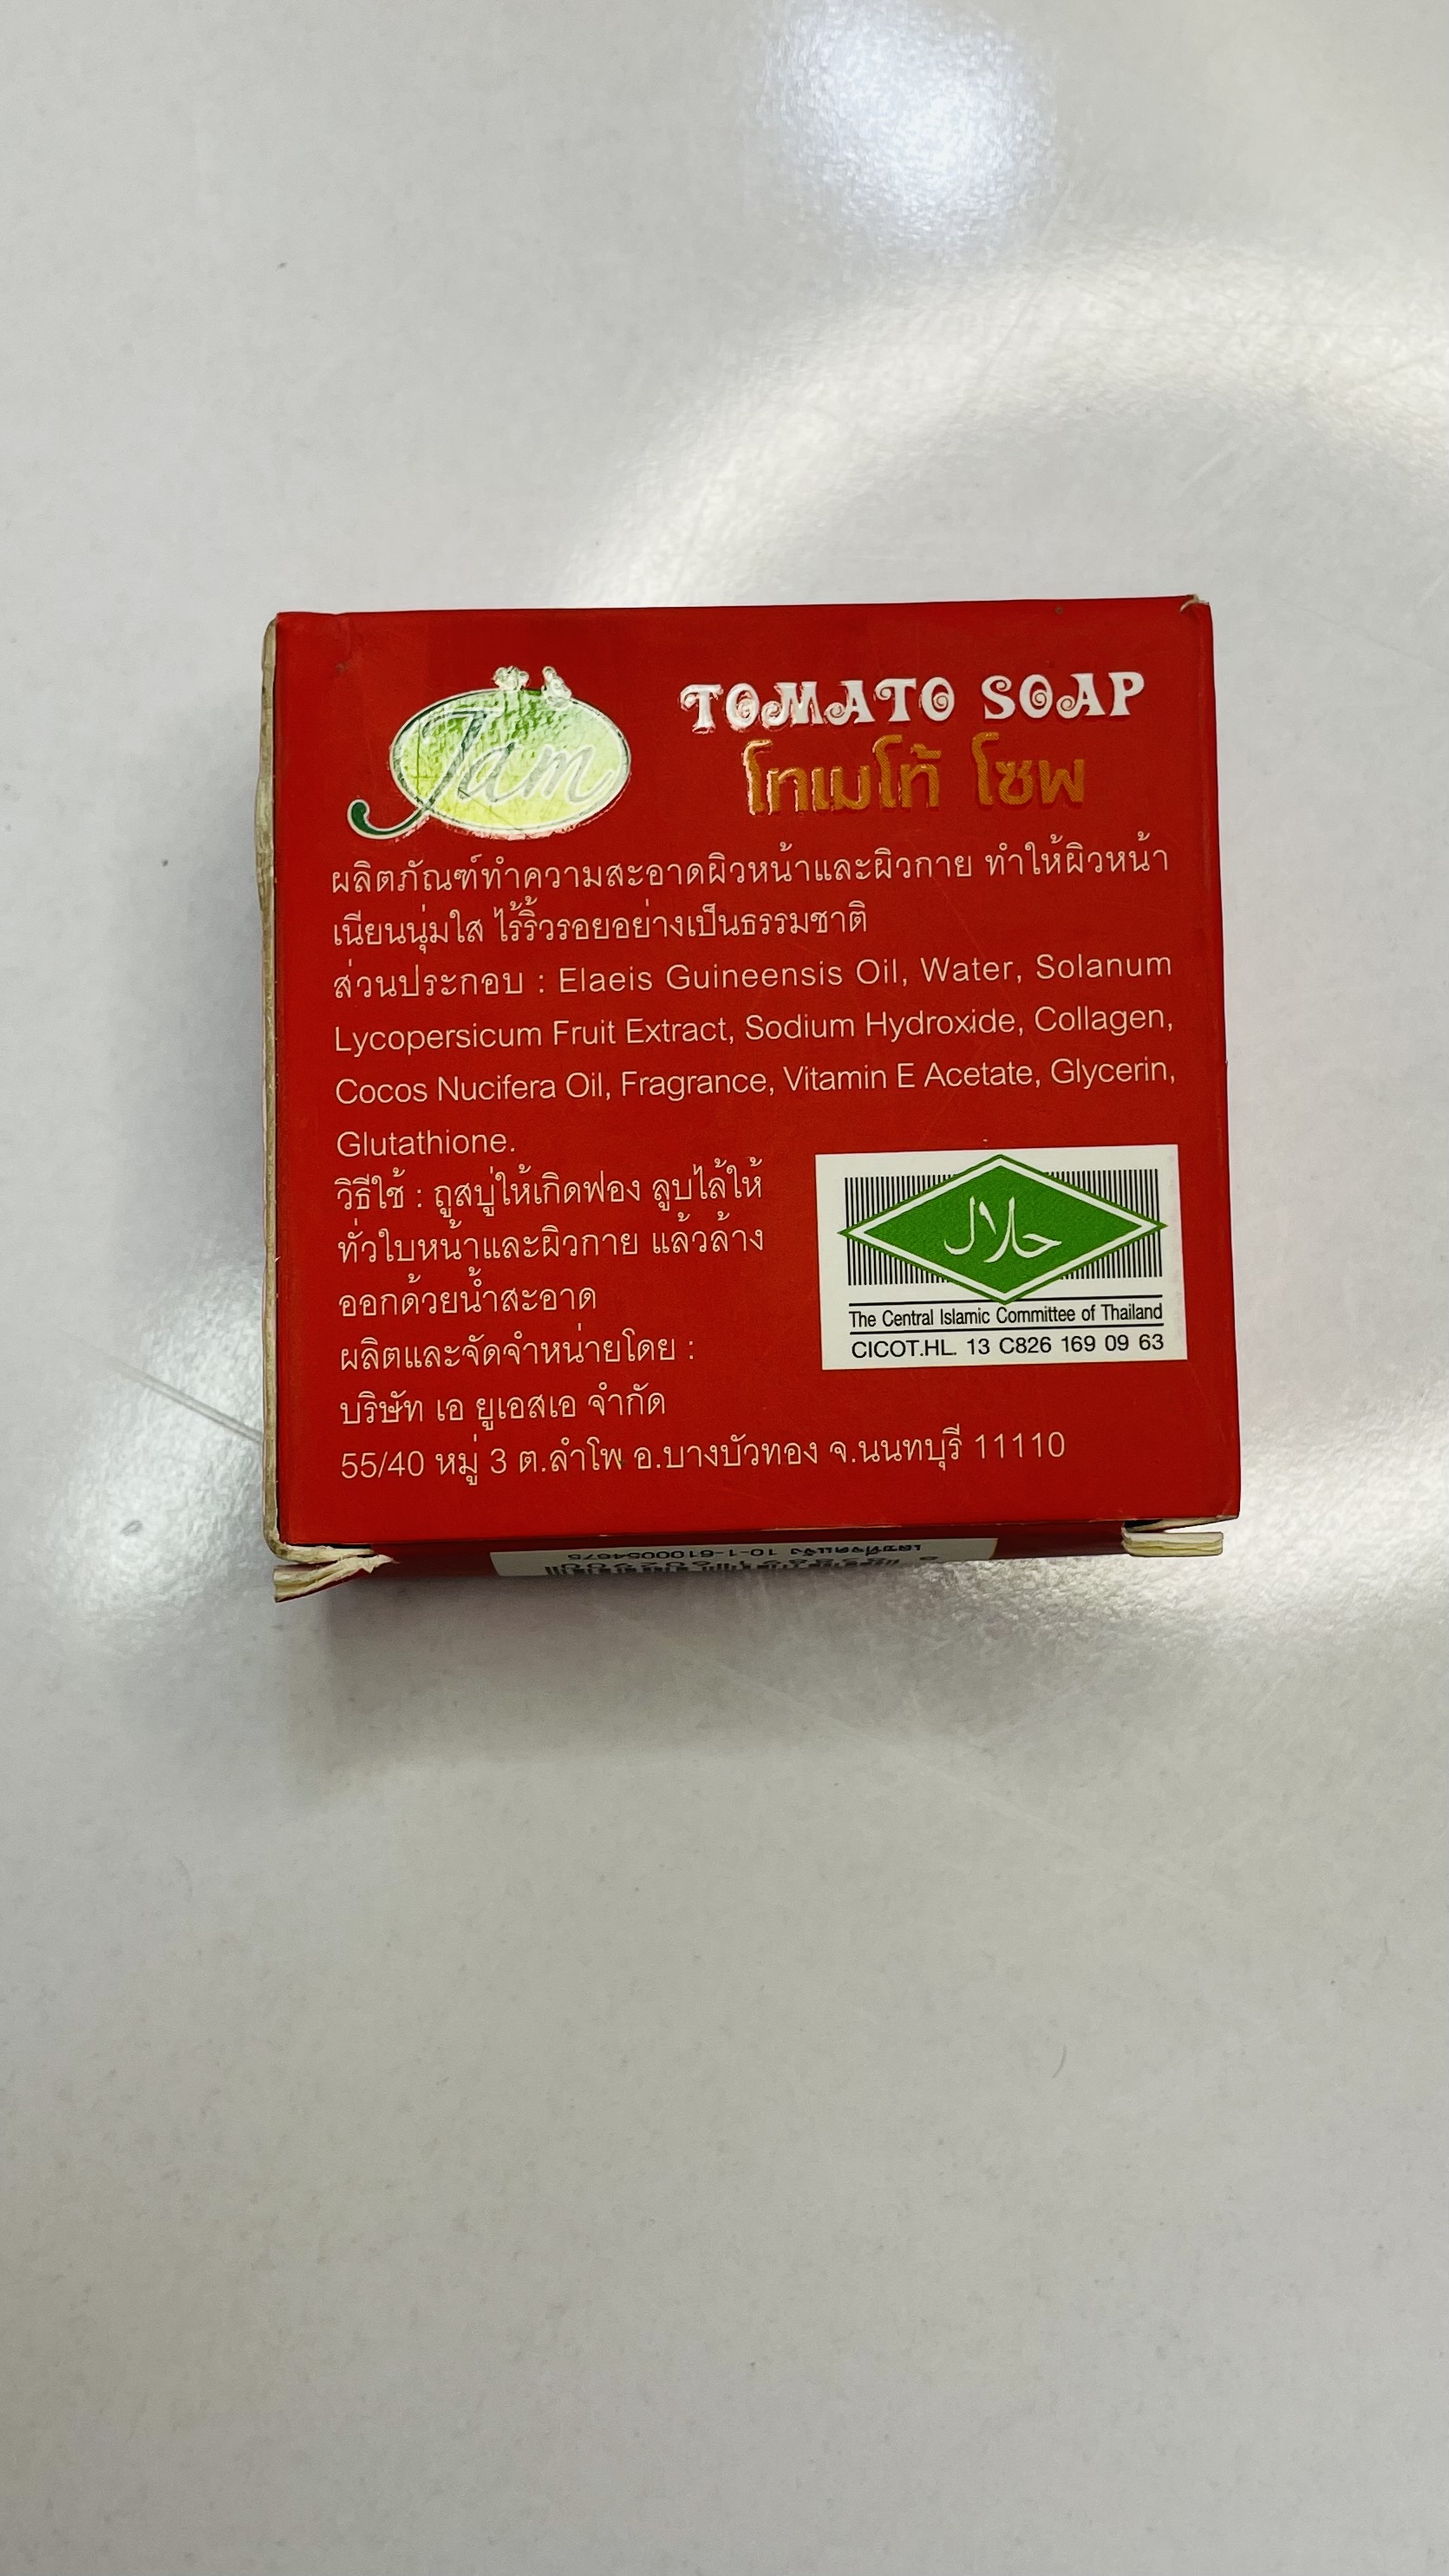 Jam
TOMATO SOAP
โทเมโท้ โซพ
ผลิตภัณฑ์ทำความสะอาดผิวหน้าและผิวกาย ทำให้ผิวหน้า
เนียนนุ่มใส ไร้ริ้วรอยอย่างเป็นธรรมชาติ
ส่วนประกอบ : Elaeis Guineensis Oil, Water, Solanum
Lycopersicum Fruit Extract, Sodium Hydroxide, Collagen,
Cocos Nucifera Oil, Fragrance, Vitamin E Acetate, Glycerin,
Glutathione.
วิธีใช้ : ถูสบู่ให้เกิดฟอง ลูบไล้ให้
ทั่วใบหน้าและผิวกาย แล้วล้าง
ออกด้วยน้ำสะอาด
ผลิตและจัดจำหน่ายโดย :
บริษัท เอ ยูเอสเอ จำกัด
55/40 หมู่ 3 ต.ลำโพ อ.บางบัวทอง จ.นนทบุรี 11110
حلال
The Central Islamic Committee of Thailand
CICOT.HL. 13 C826 169 09 63
เลขที่จดแจ้ง 10-1-6100054675